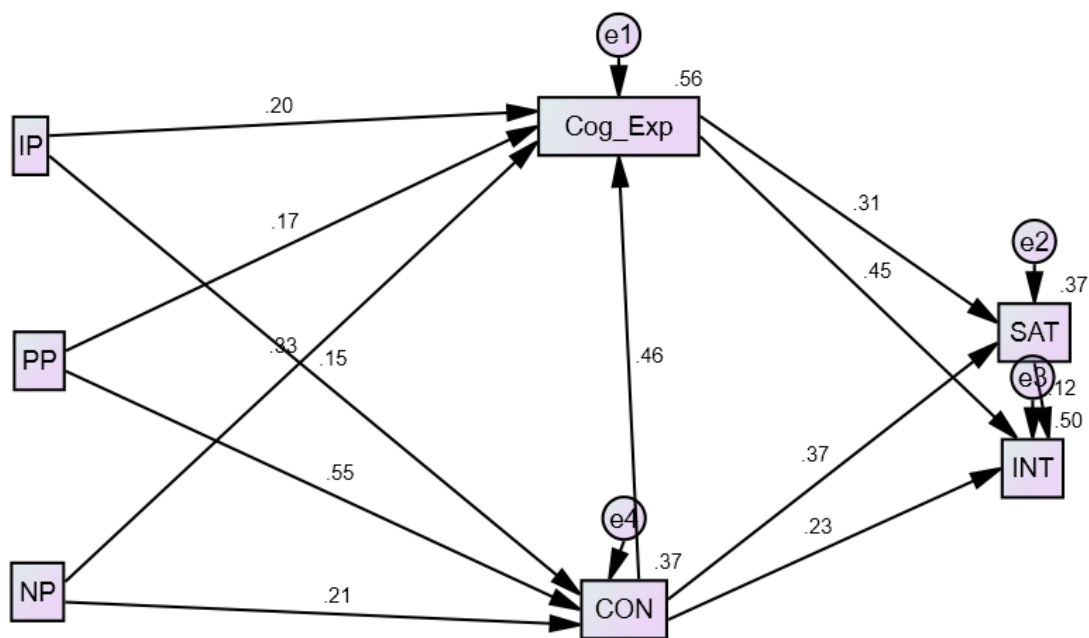 e1
.56
Cog_Exp
.20
IP
.17
.31
.45
e2
.37
SAT
PP
.33
.15
.46
e3
.12
.50
INT
.55
.37
e4
.23
.37
NP
.21
CON